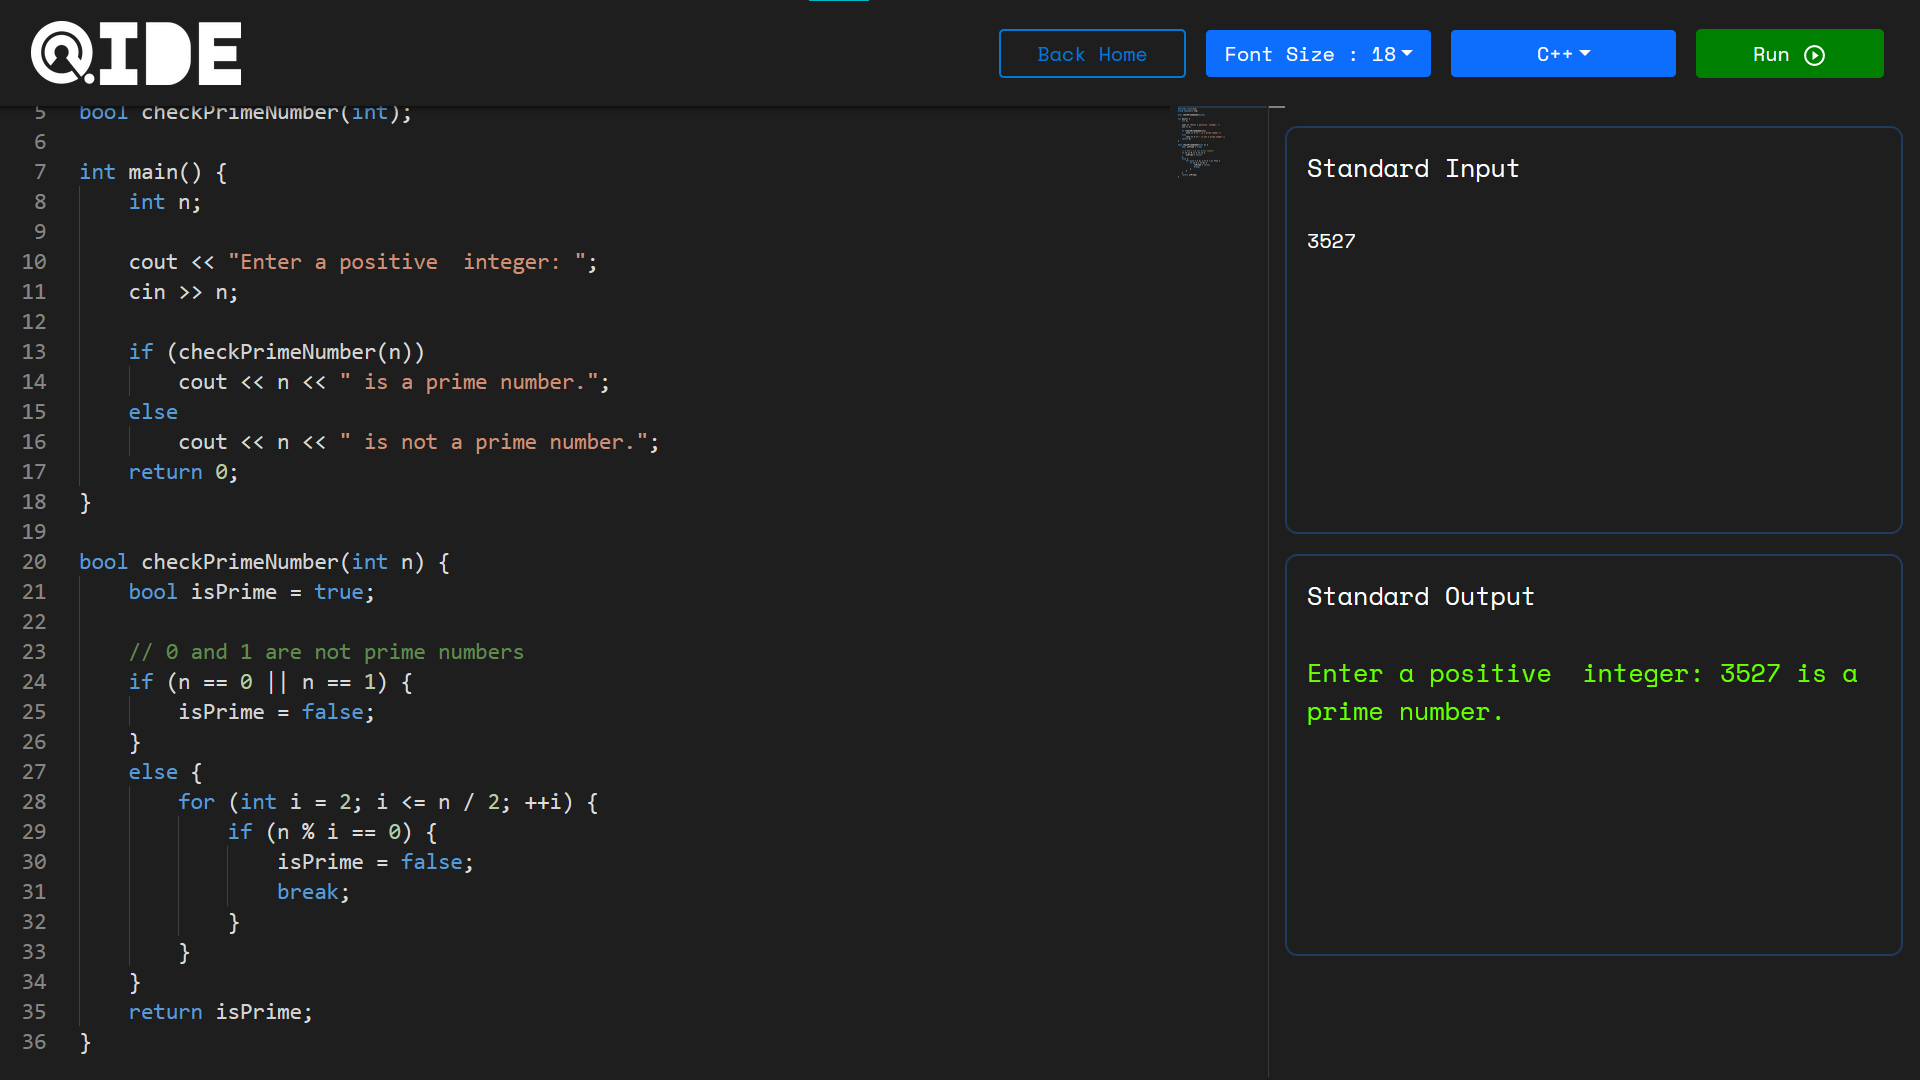 QIDE
Back Home
Font Size : 18
C++
Run
5 bool checkPrimeNumber(int);
6
7 int main() {
8 int n;
9
10 cout << "Enter a positive  integer: ";
11 cin >> n;
12
13 if (checkPrimeNumber(n))
14 cout << n << " is a prime number.";
15 else
16 cout << n << " is not a prime number.";
17 return 0;
18 }
19
20 bool checkPrimeNumber(int n) {
21 bool isPrime = true;
22
23 // 0 and 1 are not prime numbers
24 if (n == 0 || n == 1) {
25 isPrime = false;
26 }
27 else {
28 for (int i = 2; i <= n / 2; ++i) {
29 if (n % i == 0) {
30 isPrime = false;
31 break;
32 }
33 }
34 }
35 return isPrime;
36 }
Standard Input
3527
Standard Output
Enter a positive  integer: 3527 is a
prime number.